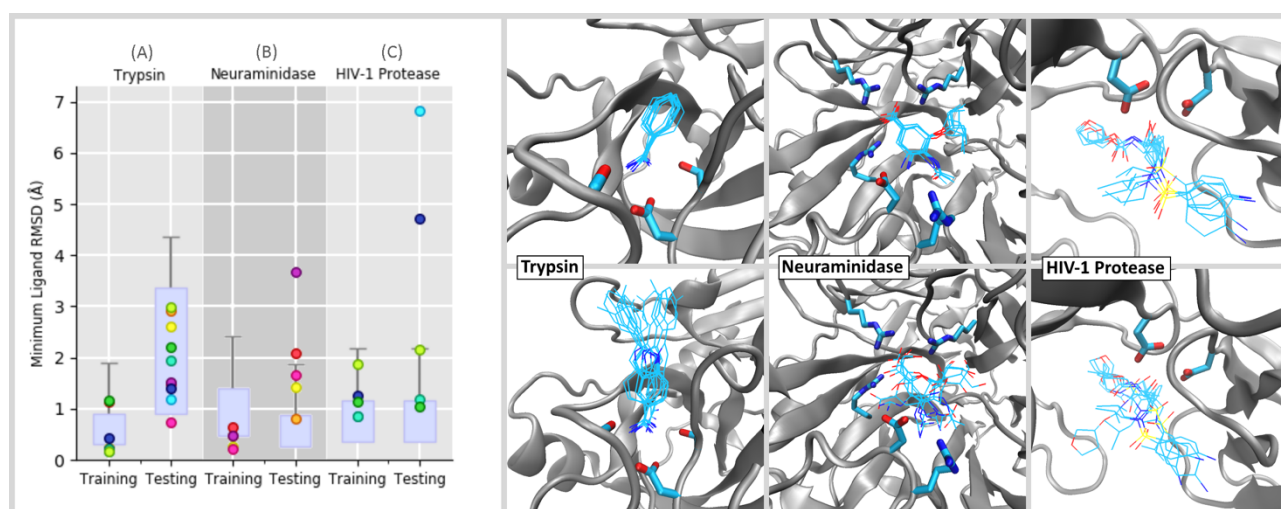 (A) (B) (C)
Trypsin Neuraminidase HIV-1 Protease
Minimum Ligand RMSD (Å)
7
6
5
4
3
2
1
0
Training Testing Training Testing Training Testing
Trypsin Neuraminidase HIV-1 Protease